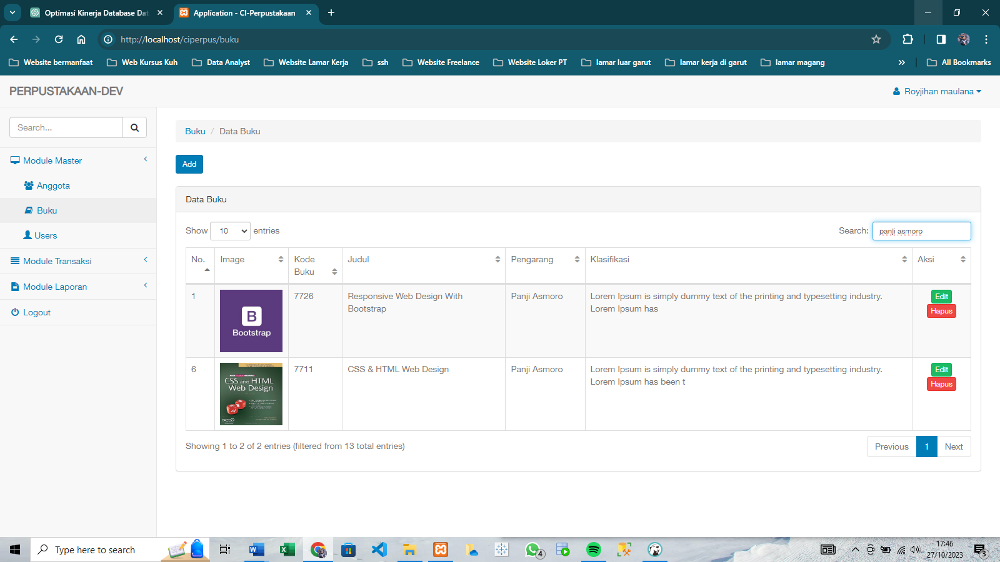 Optimasi Kinerja Database Dat
Application - CI-Perpustakaan
http://localhost/ciperpus/buku
Website bermanfaat
Web Kursus Kuh
Data Analyst
Website Lamar Kerja
ssh
Website Freelance
Website Loker PT
lamar luar garut
lamar kerja di garut
lamar magang
All Bookmarks
PERPUSTAKAAN-DEV
Royjihan maulana
Search...
Module Master
Anggota
Buku
Users
Module Transaksi
Module Laporan
Logout
Buku / Data Buku
Add
Data Buku
Show 10 entries
Search: panji asmoro
No. Image Kode Judul Pengarang Klasifikasi Aksi
Buku
1 7726 Responsive Web Design With Panji Asmoro Lorem Ipsum is simply dummy text of the printing and typesetting industry. Edit
Bootstrap Lorem Ipsum has Hapus
B
Bootstrap
6 7711 CSS & HTML Web Design Panji Asmoro Lorem Ipsum is simply dummy text of the printing and typesetting industry. Edit
Lorem Ipsum has been t Hapus
CSS and HTML
Web Design
Showing 1 to 2 of 2 entries (filtered from 13 total entries)
Previous 1 Next
Type here to search
4
17:46
27/10/2023
3